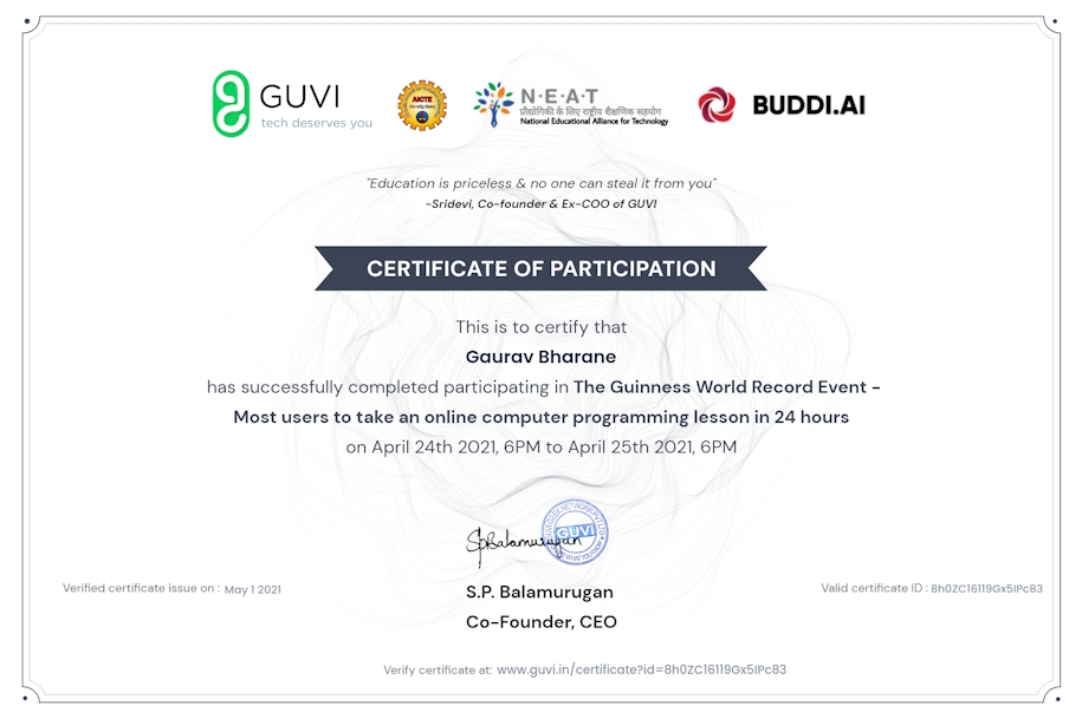 GUVI
tech deserves you
AICTE
N·E·A·T
प्रौद्योगिकी के लिए राष्ट्रीय शैक्षणिक सहयोग
National Educational Alliance for Technology
BUDDI.AI
"Education is priceless & no one can steal it from you"
-Sridevi, Co-founder & Ex-COO of GUVI
CERTIFICATE OF PARTICIPATION
This is to certify that
Gaurav Bharane
has successfully completed participating in The Guinness World Record Event -
Most users to take an online computer programming lesson in 24 hours
on April 24th 2021, 6PM to April 25th 2021, 6PM
SpBalamurugan
GUVI
Verified certificate issue on : May 1 2021
S.P. Balamurugan
Co-Founder, CEO
Valid certificate ID : 8h0ZC16119Gx5IPc83
Verify certificate at: www.guvi.in/certificate?id=8h0ZC16119Gx5IPc83